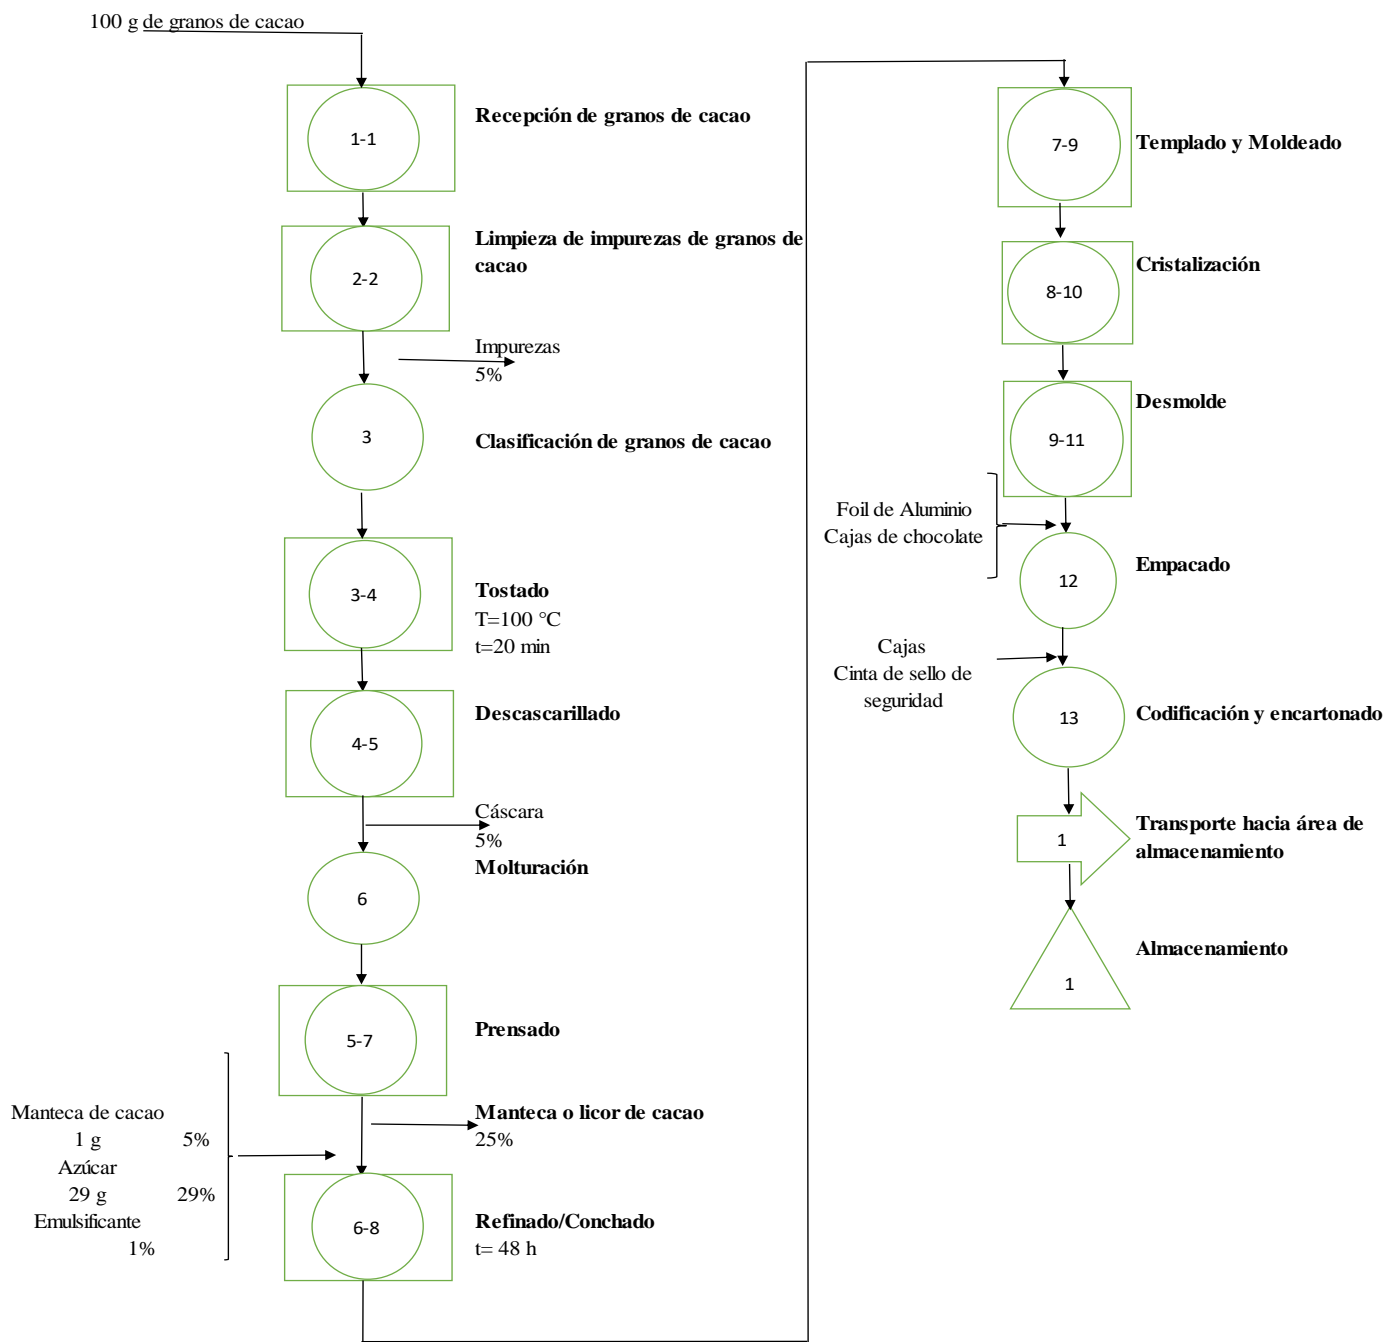 100 g de granos de cacao
1-1
Recepción de granos de cacao
2-2
Limpieza de impurezas de granos de
cacao
Impurezas
5%
3
Clasificación de granos de cacao
3-4
Tostado
T=100 °C
t=20 min
4-5
Descascarillado
Cáscara
5%
6
Molturación
5-7
Prensado
Manteca o licor de cacao
25%
Manteca de cacao
1 g 5%
Azúcar
29 g 29%
Emulsificante
1%
6-8
Refinado/Conchado
t= 48 h
7-9
Templado y Moldeado
8-10
Cristalización
9-11
Desmolde
Foil de Aluminio
Cajas de chocolate
12
Empacado
Cajas
Cinta de sello de
seguridad
13
Codificación y encartonado
1
Transporte hacia área de
almacenamiento
1
Almacenamiento